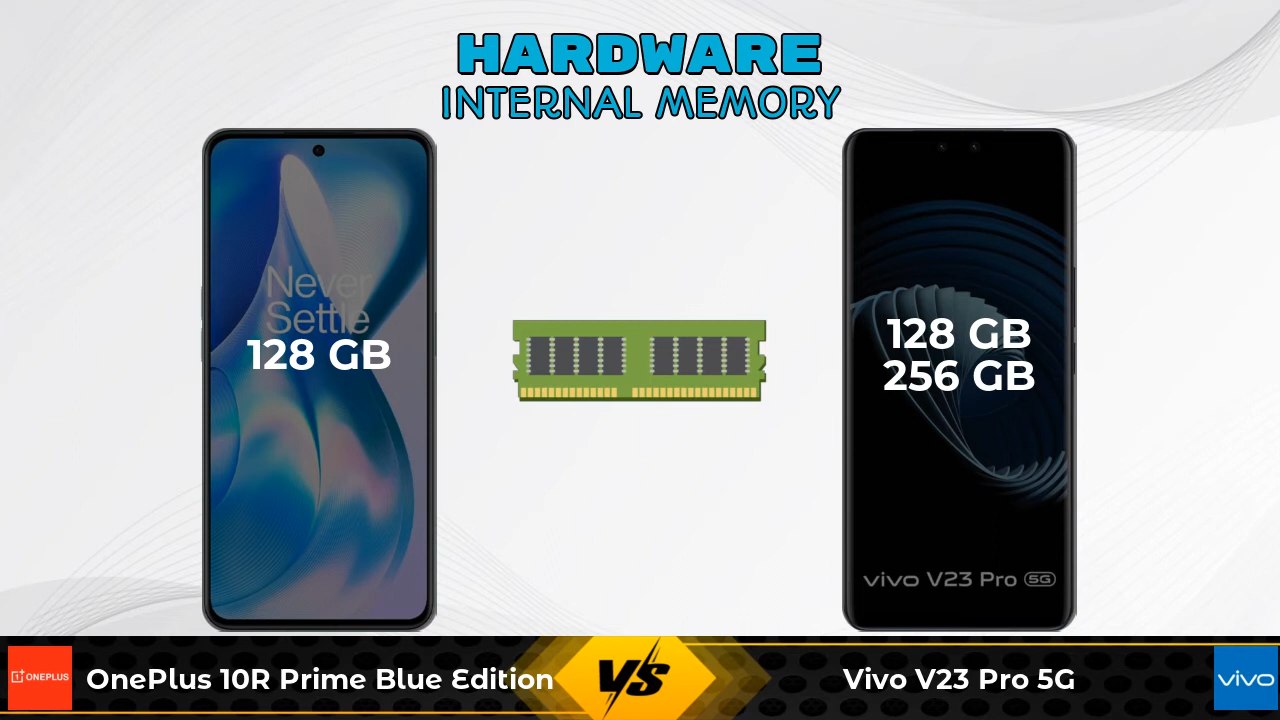 HARDWARE
INTERNAL MEMORY
Never
Settle
128 GB
128 GB
256 GB
vivo V23 Pro 5G
ONEPLUS
OnePlus 10R Prime Blue Edition
VS
Vivo V23 Pro 5G
vivo